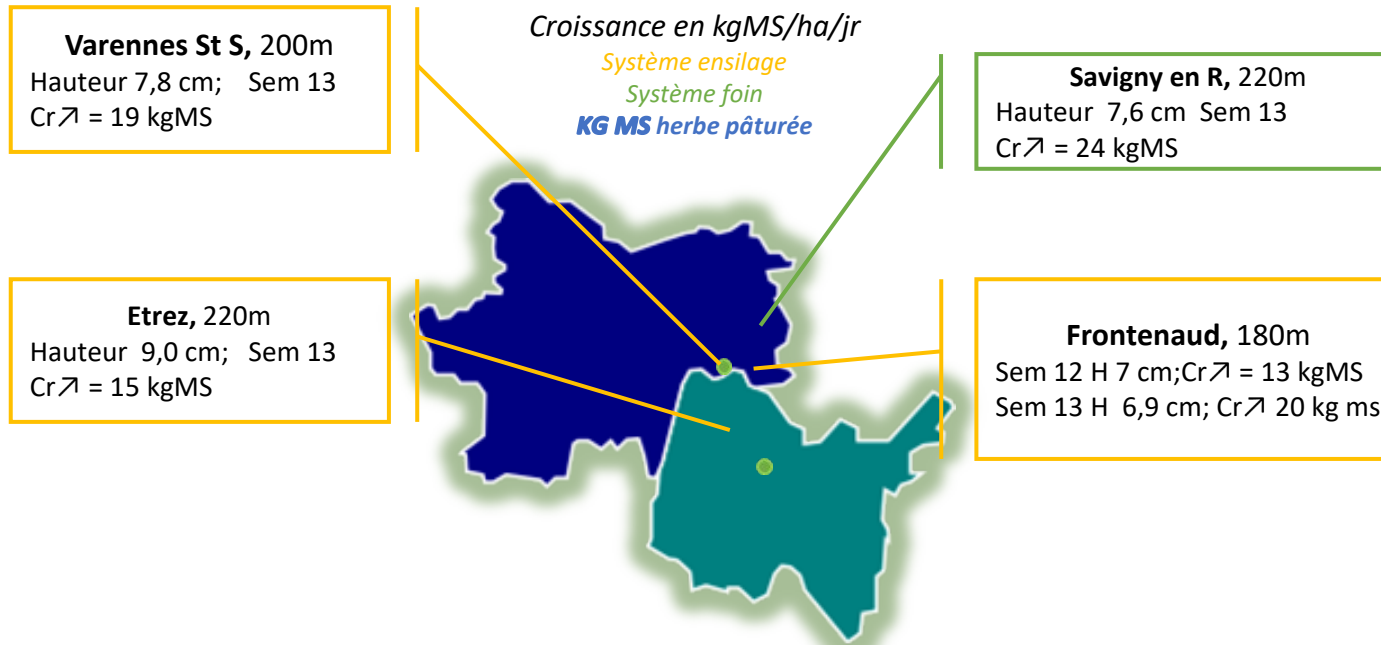 Varennes St S, 200m
Hauteur 7,8 cm; Sem 13
Cr↗ = 19 kgMS
Croissance en kgMS/ha/jr
Système ensilage
Système foin
KG MS herbe pâturée
Savigny en R, 220m
Hauteur 7,6 cm Sem 13
Cr↗ = 24 kgMS
Etrez, 220m
Hauteur 9,0 cm; Sem 13
Cr↗ = 15 kgMS
Frontenaud, 180m
Sem 12 H 7 cm;Cr↗ = 13 kgMS
Sem 13 H 6,9 cm; Cr↗ 20 kg ms